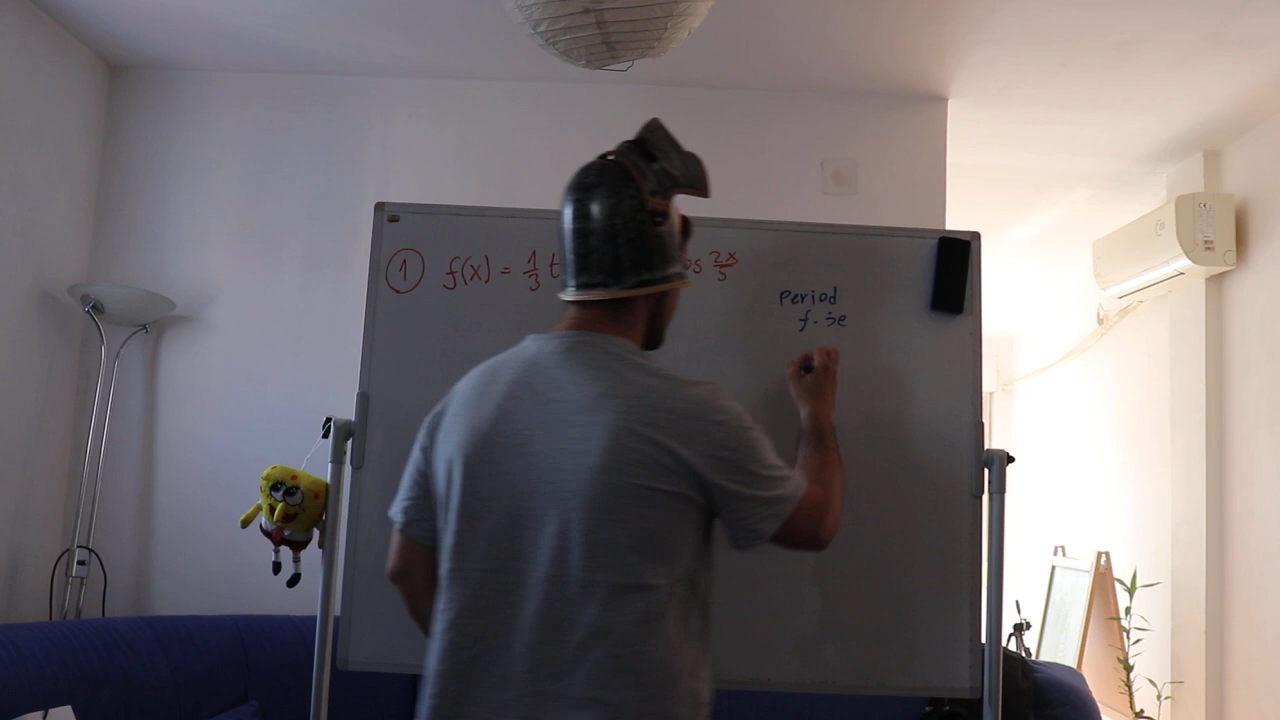 ① f(x) = 1/3 t os 2x/5
Period
f-je